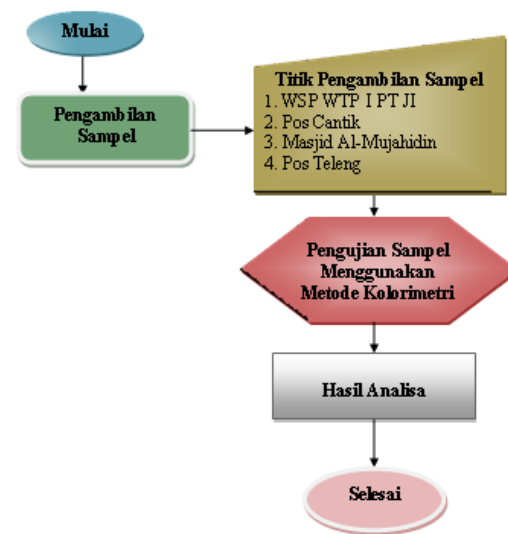 Mulai
Pengambilan
Sampel
Titik Pengambilan Sampel
1. WSP WTP I PT JI
2. Pos Cantik
3. Masjid Al-Mujahidin
4. Pos Teleng
Pengujian Sampel
Menggunakan
Metode Kolorimetri
Hasil Analisa
Selesai